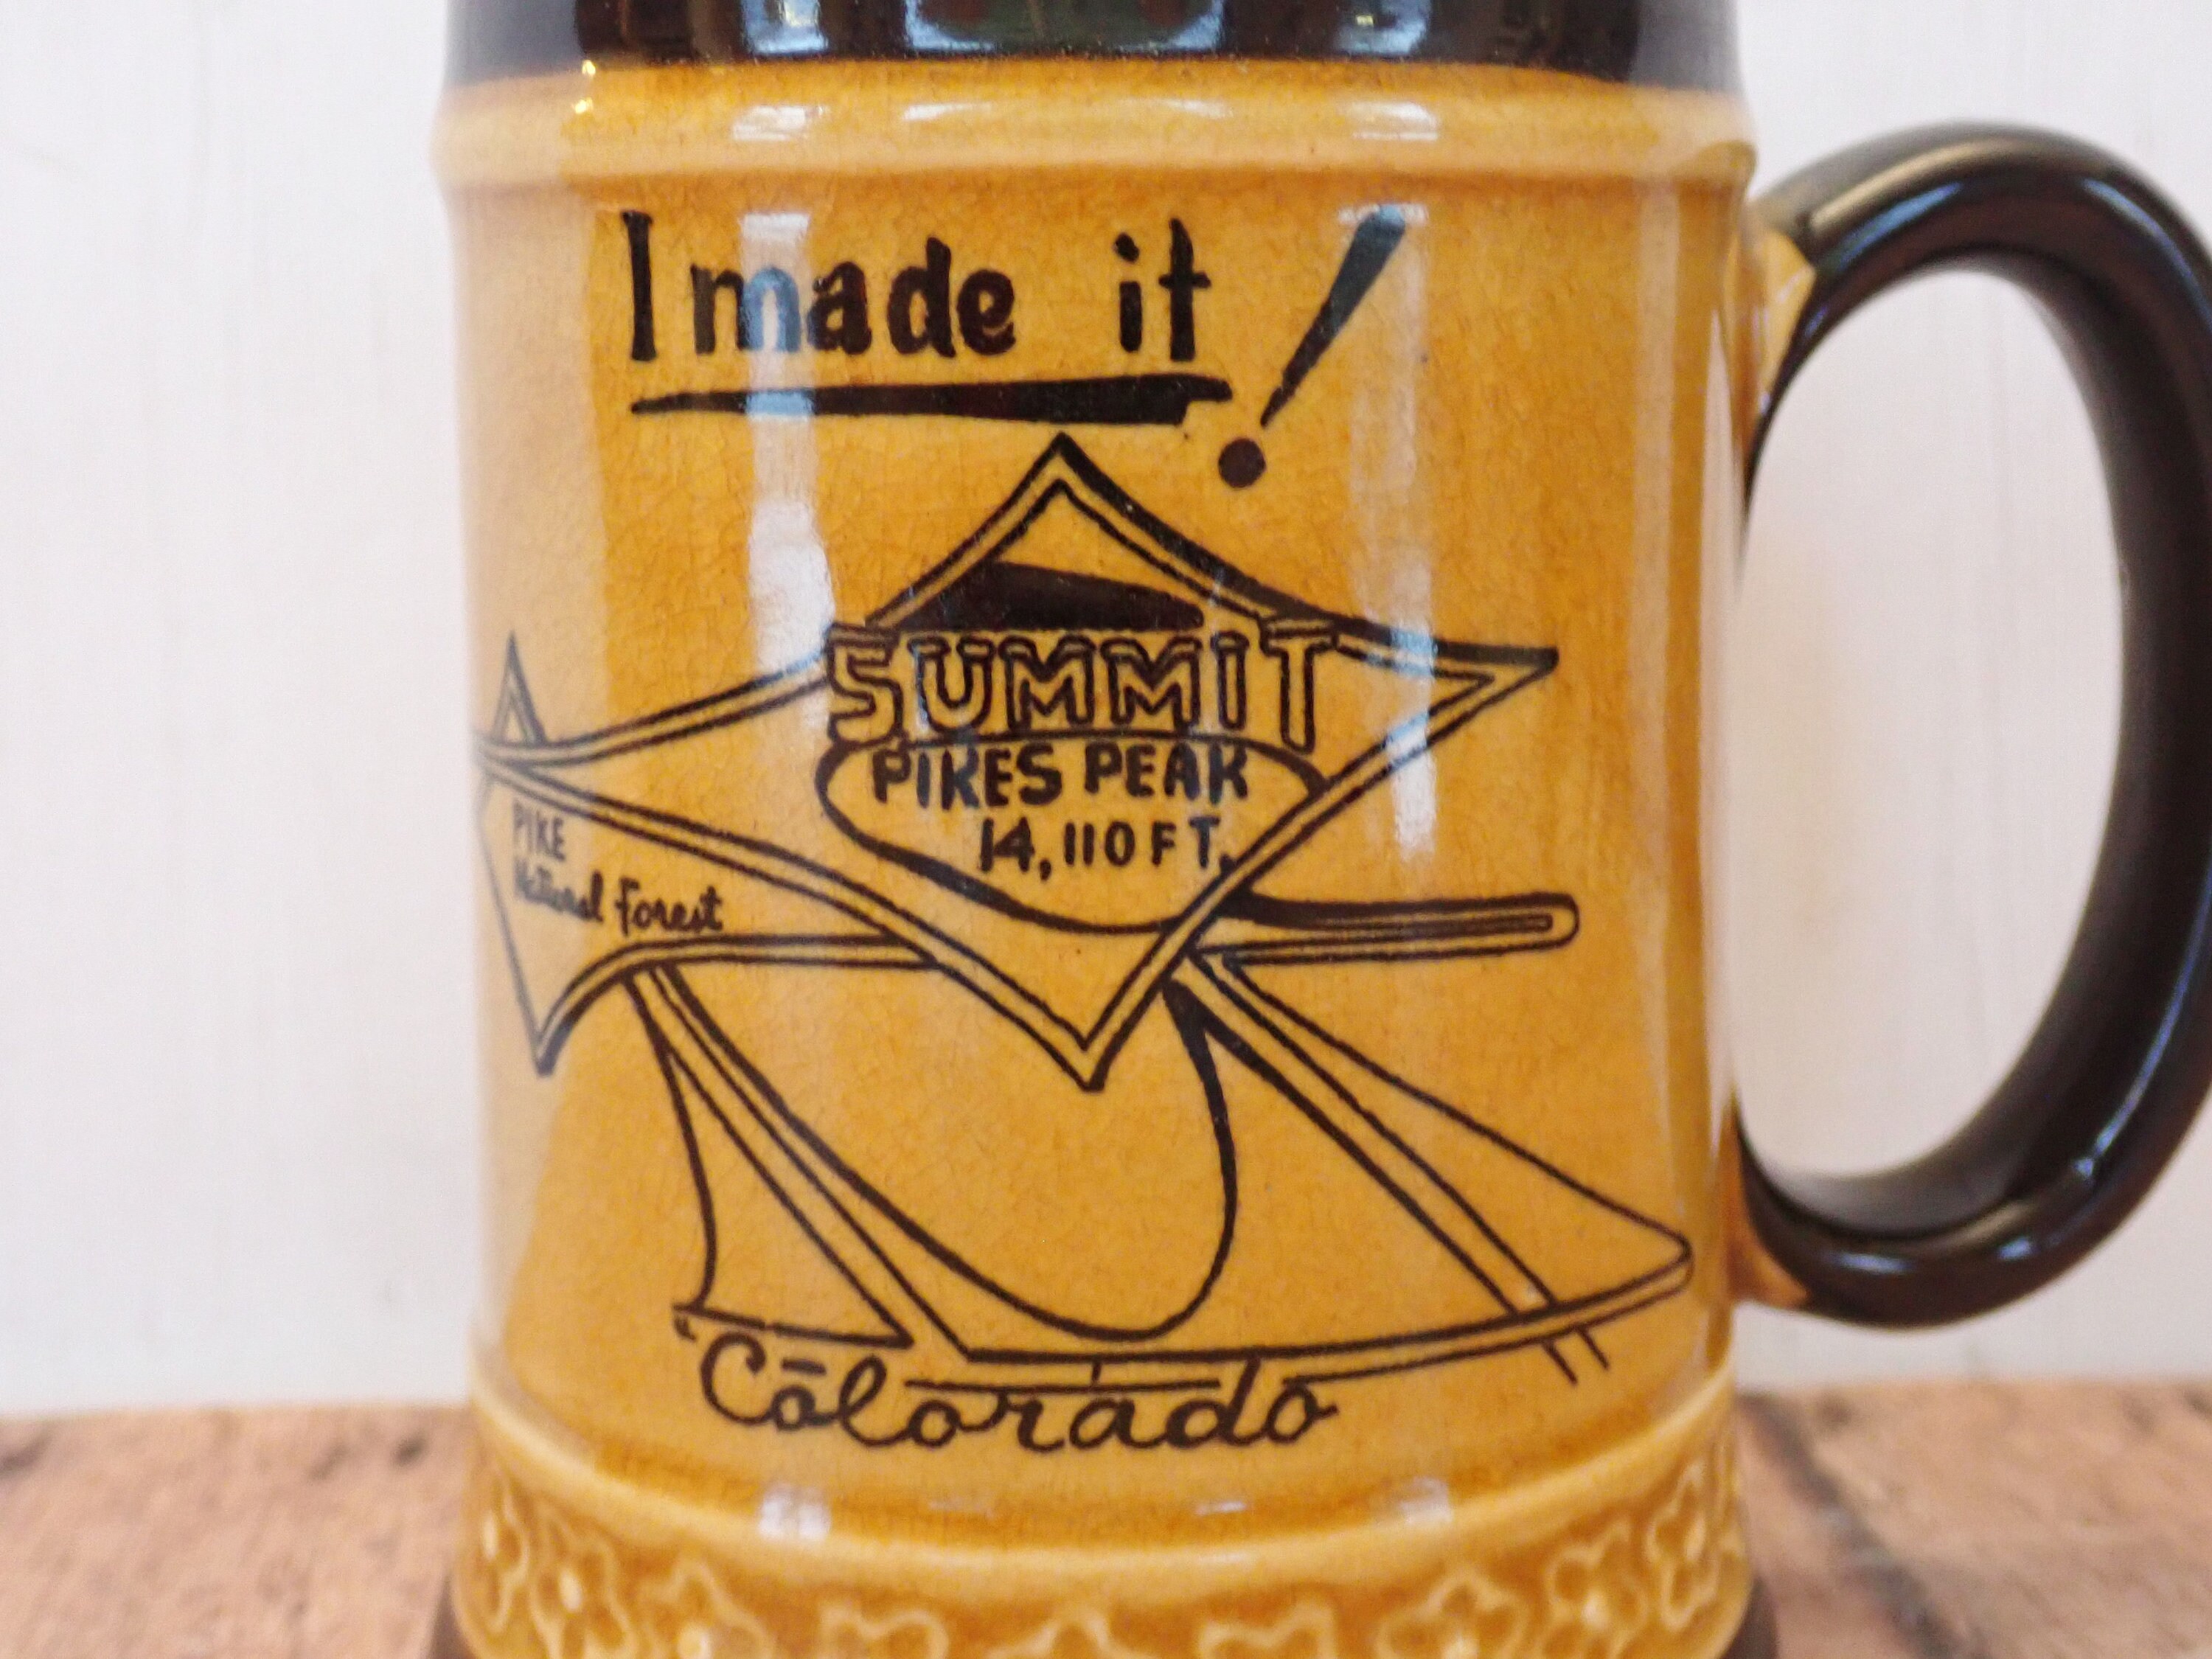 I made it!
SUMMIT
PIKES PEAK
14,110 FT.
PIKE
National Forest
Colorado